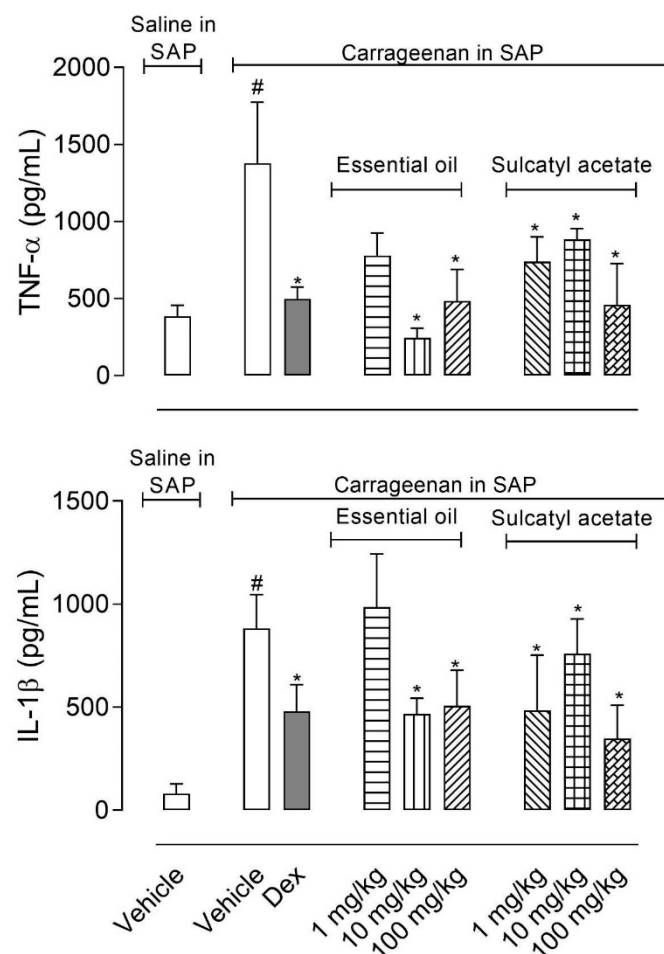 Saline in
SAP
Carrageenan in SAP
2000
#
Essential oil
Sulcatyl acetate
1500
TNF-α (pg/mL)
1000
*
*
*
*
*
*
500
0
Saline in
SAP
Carrageenan in SAP
1500
Essential oil
Sulcatyl acetate
#
IL-1β (pg/mL)
1000
*
*
*
*
*
*
500
0
Vehicle
Vehicle
Dex
1 mg/kg
10 mg/kg
100 mg/kg
1 mg/kg
10 mg/kg
100 mg/kg